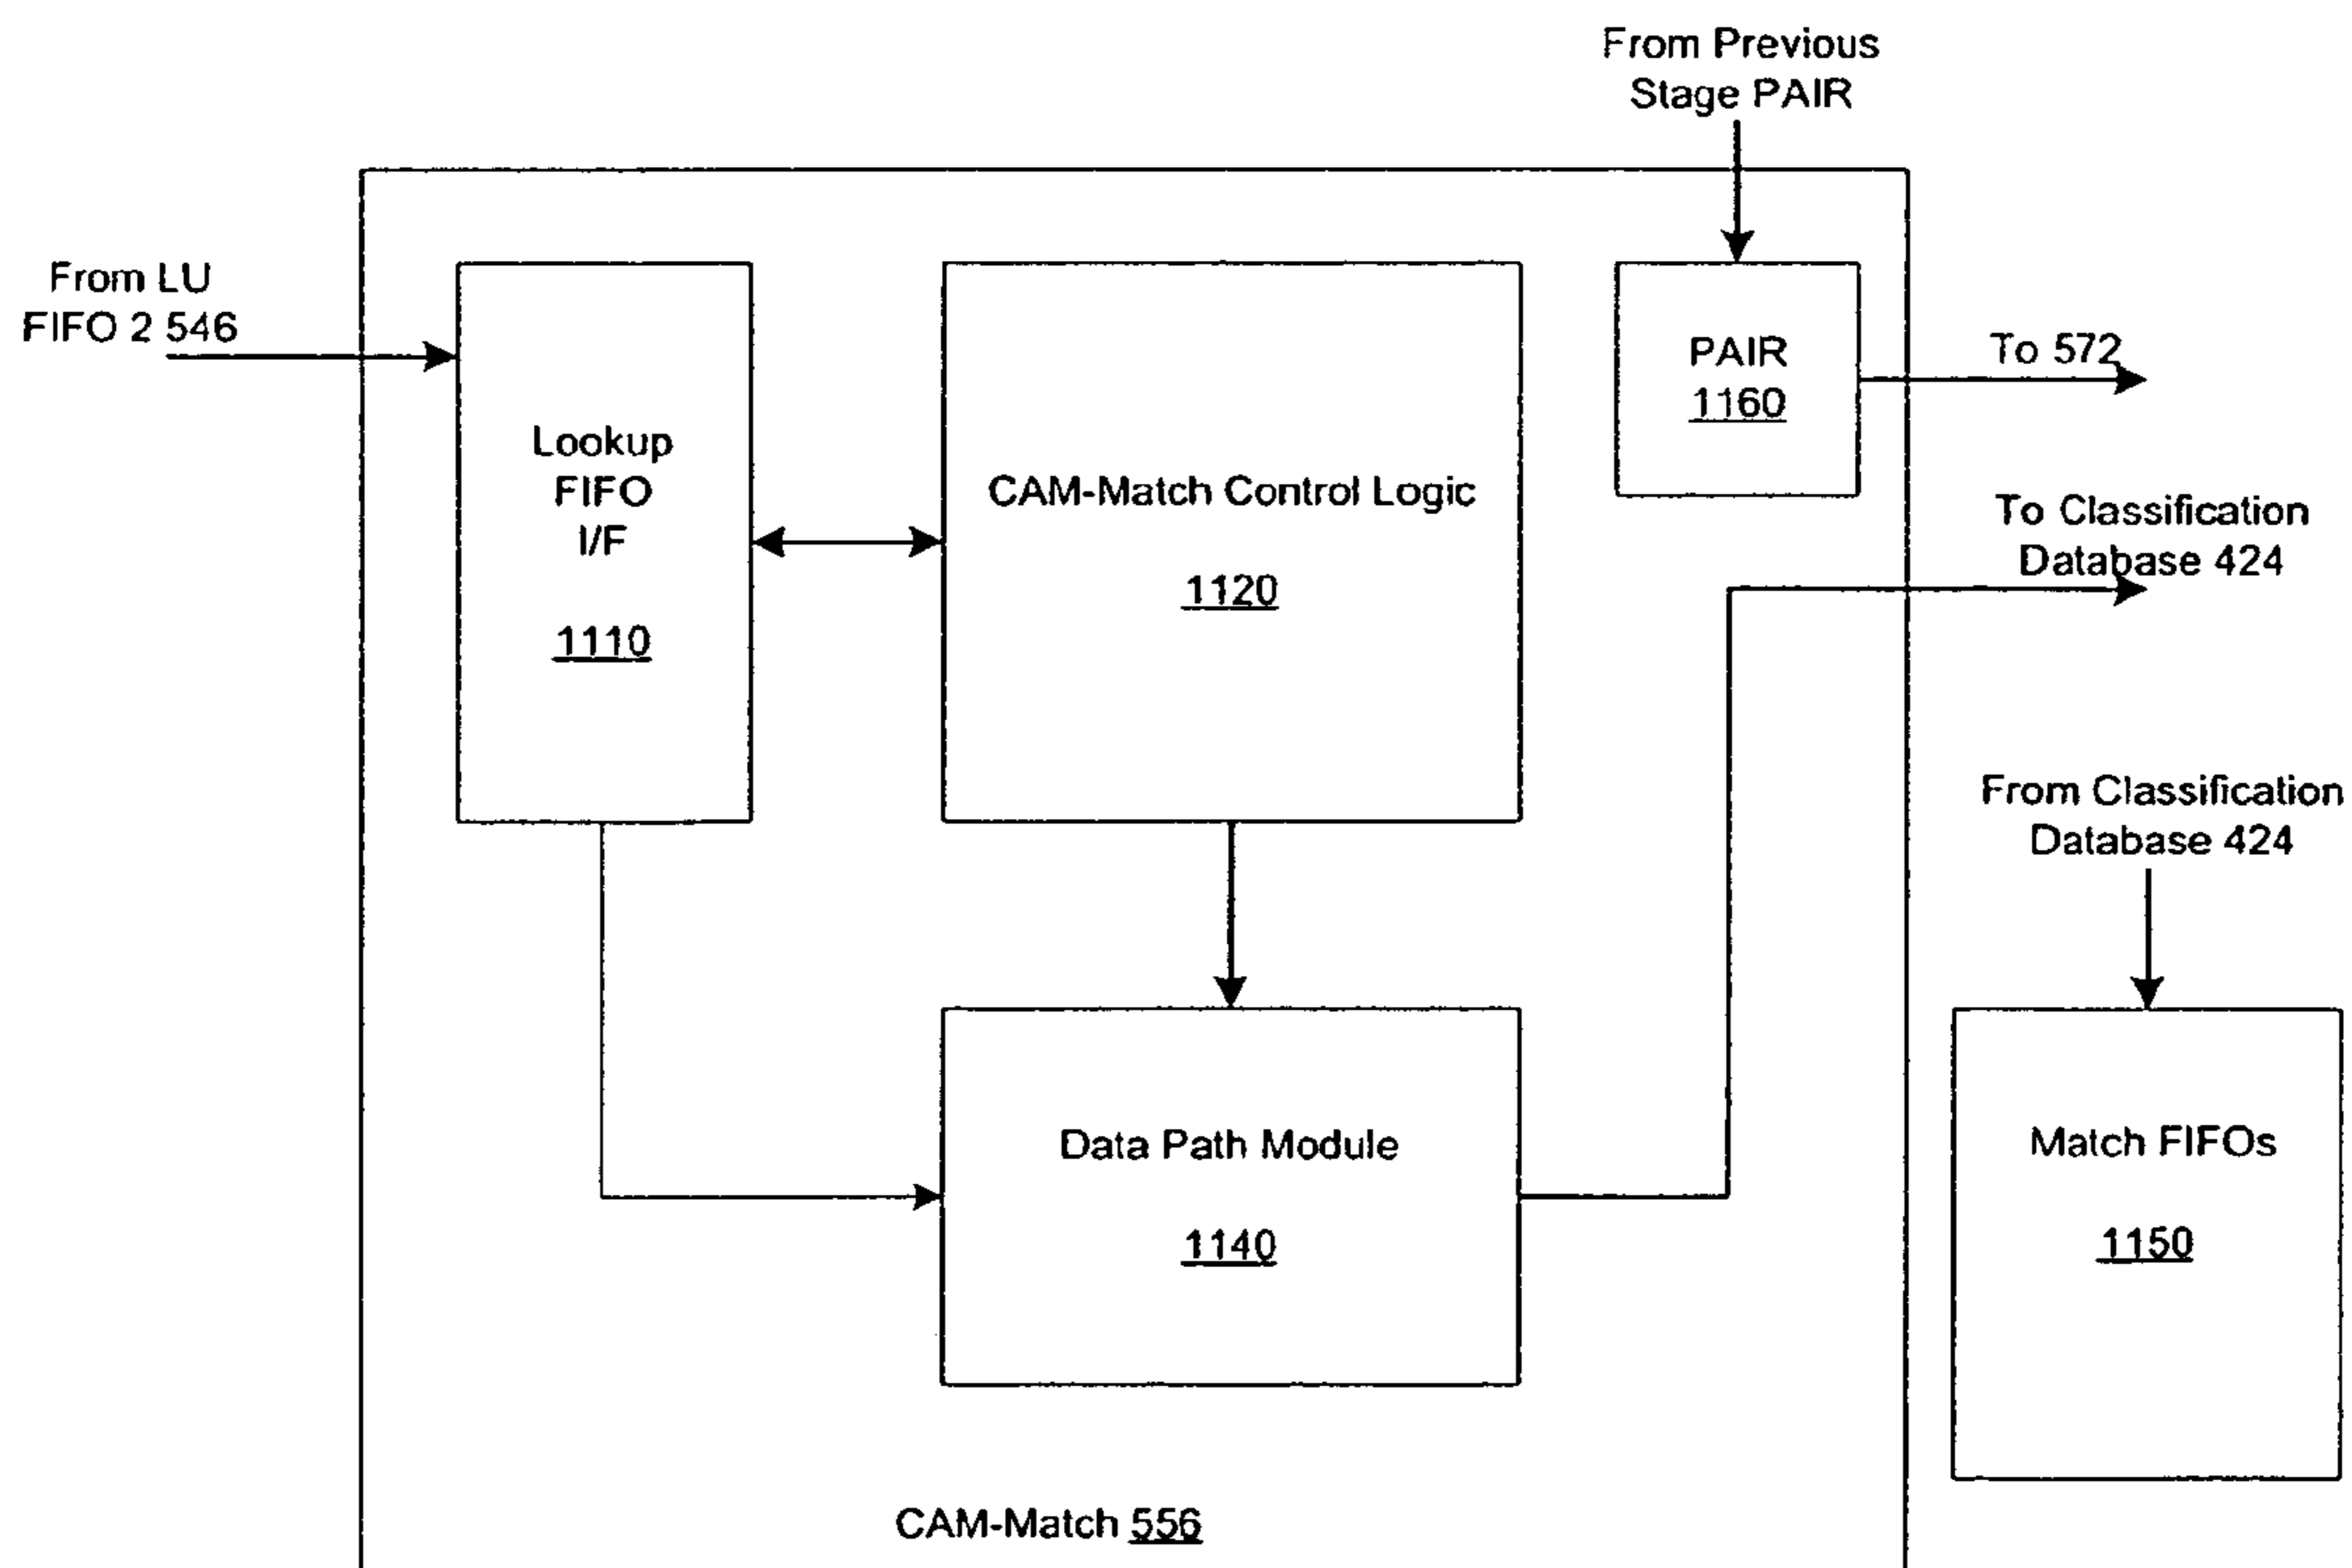 From Previous
Stage PAIR
From LU
FIFO 2 546
Lookup
FIFO
I/F
1110
CAM-Match Control Logic
1120
PAIR
1160
To 572
To Classification
Database 424
From Classification
Database 424
Data Path Module
1140
Match FIFOs
1150
CAM-Match 556